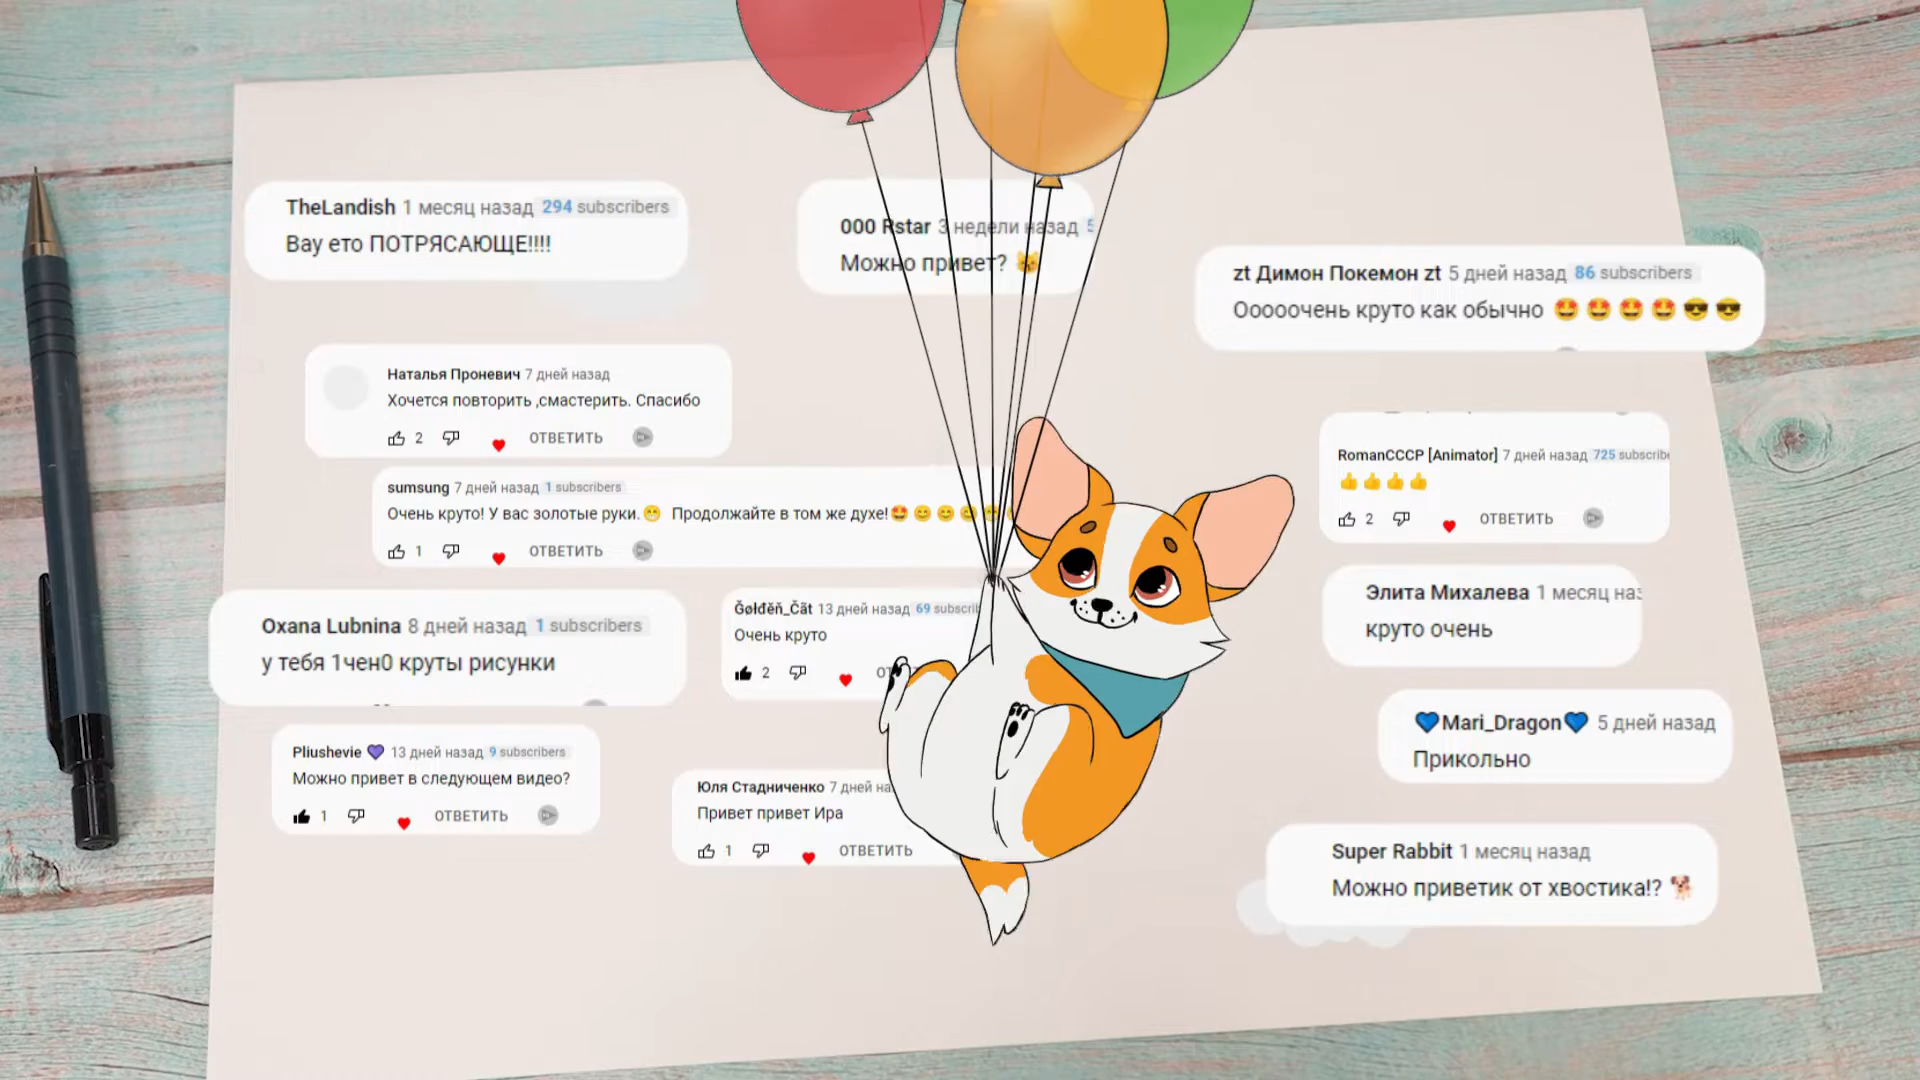 TheLandish 1 месяц назад 294 subscribers
Вау ето ПОТРЯСАЮЩЕ!!!!
000 Rstar 3 недели назад
Можно привет? 😺
zt Димон Покемон zt 5 дней назад 86 subscribers
Ооооочень круто как обычно 🤩🤩🤩🤩😎😎
Наталья Проневич 7 дней назад
Хочется повторить ,смастерить. Спасибо
2 ОТВЕТИТЬ
sumsung 7 дней назад 1 subscribers
Очень круто! У вас золотые руки.😁 Продолжайте в том же духе!🤩😊😊😊😁
1 ОТВЕТИТЬ
RomanCCCP [Animator] 7 дней назад 725
👍👍👍👍
2 ОТВЕТИТЬ
Oxana Lubnina 8 дней назад 1 subscribers
у тебя 1чен0 круты рисунки
Ğøłđěň_Čãt 13 дней назад 69
Очень круто
2
Элита Михалева 1 месяц
круто очень
Pliushevie 💜 13 дней назад 9 subscribers
Можно привет в следующем видео?
1 ОТВЕТИТЬ
Юля Стадниченко 7 дней
Привет привет Ира
1 ОТВЕТИТЬ
💙Mari_Dragon💙 5 дней назад
Прикольно
Super Rabbit 1 месяц назад
Можно приветик от хвостика!? 🐕